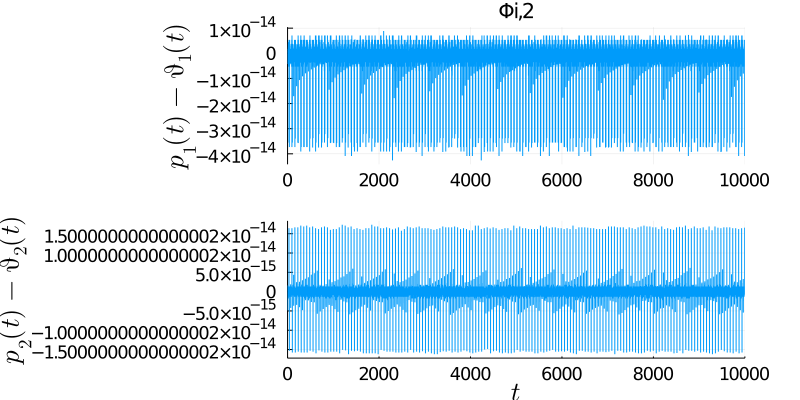 Φi,2
p₁(t) − ϑ₁(t)
1×10⁻¹⁴
0
−1×10⁻¹⁴
−2×10⁻¹⁴
−3×10⁻¹⁴
−4×10⁻¹⁴
0 2000 4000 6000 8000 10000
p₂(t) − ϑ₂(t)
1.5000000000000002×10⁻¹⁴
1.0000000000000002×10⁻¹⁴
5.0×10⁻¹⁵
0
−5.0×10⁻¹⁵
−1.0000000000000002×10⁻¹⁴
−1.5000000000000002×10⁻¹⁴
0 2000 4000 6000 8000 10000
t